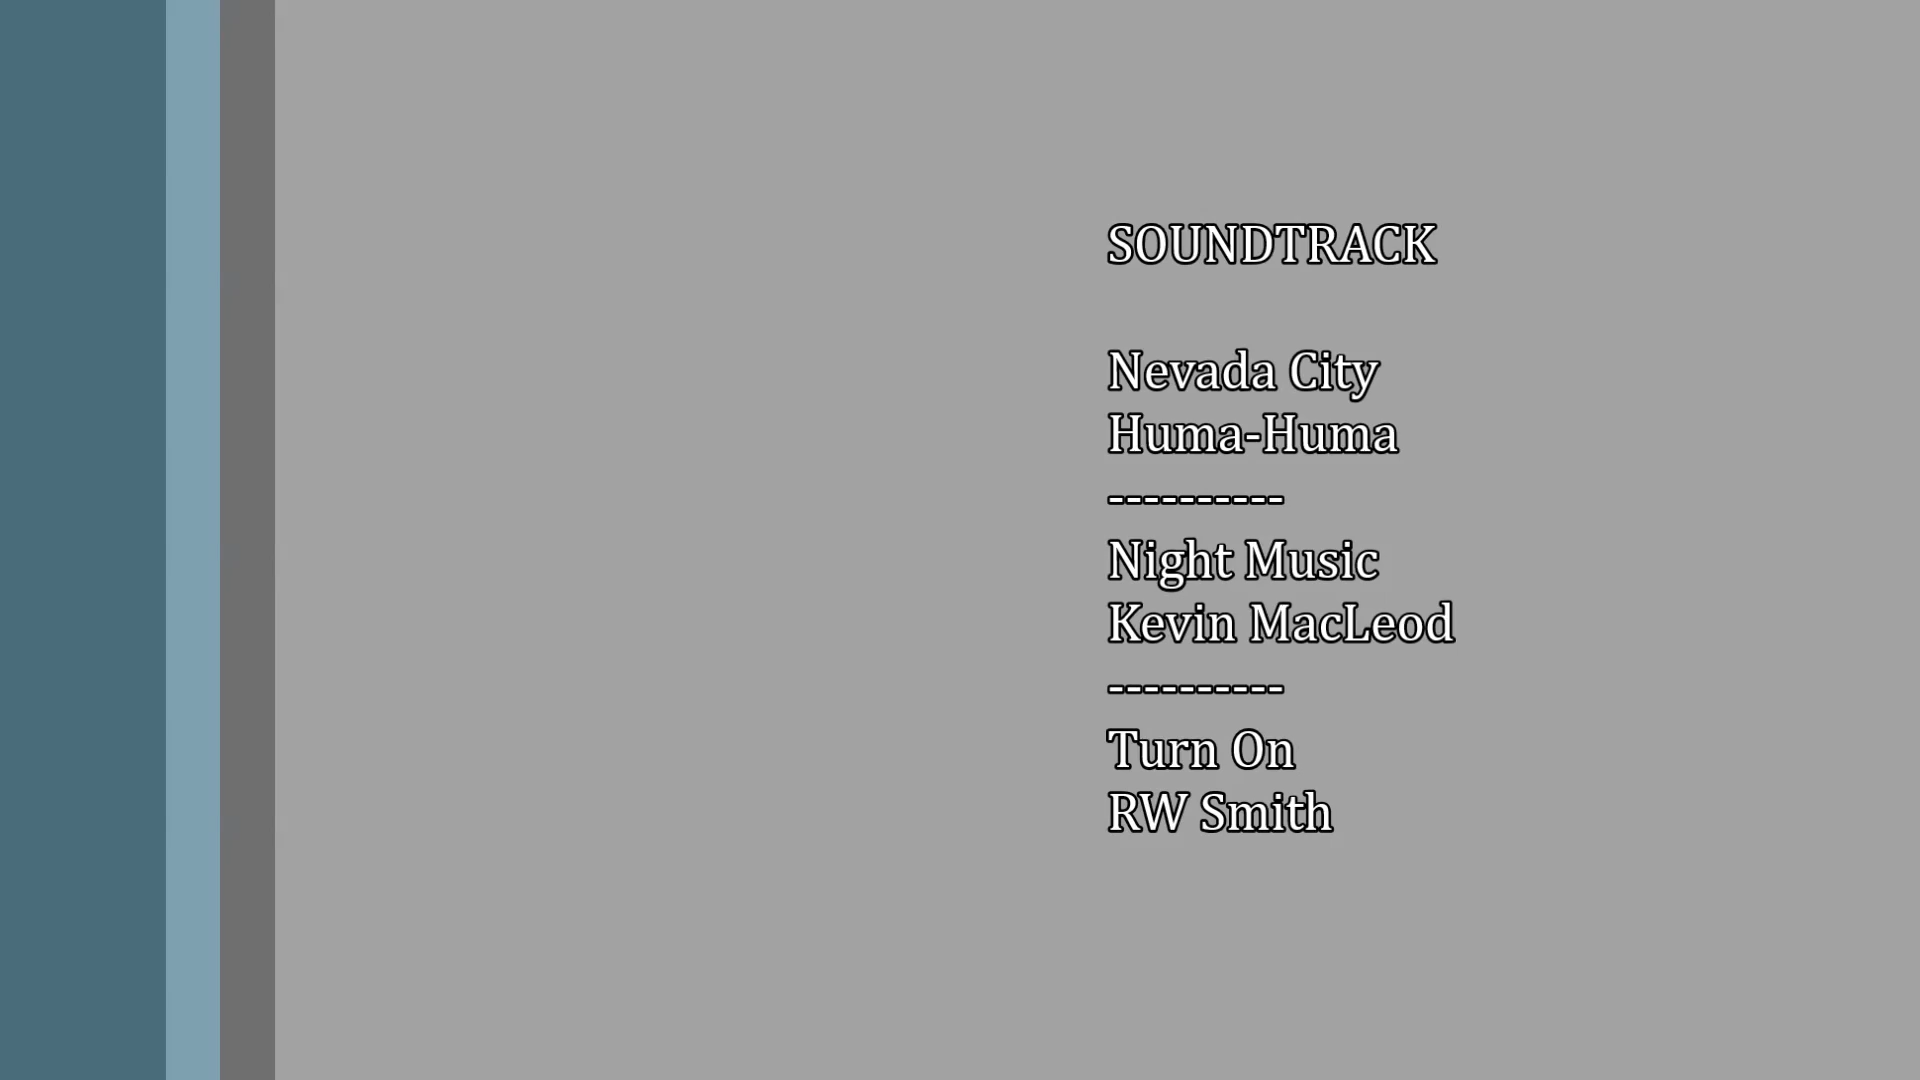 SOUNDTRACK
Nevada City
Huma-Huma
----------
Night Music
Kevin MacLeod
----------
Turn On
RW Smith